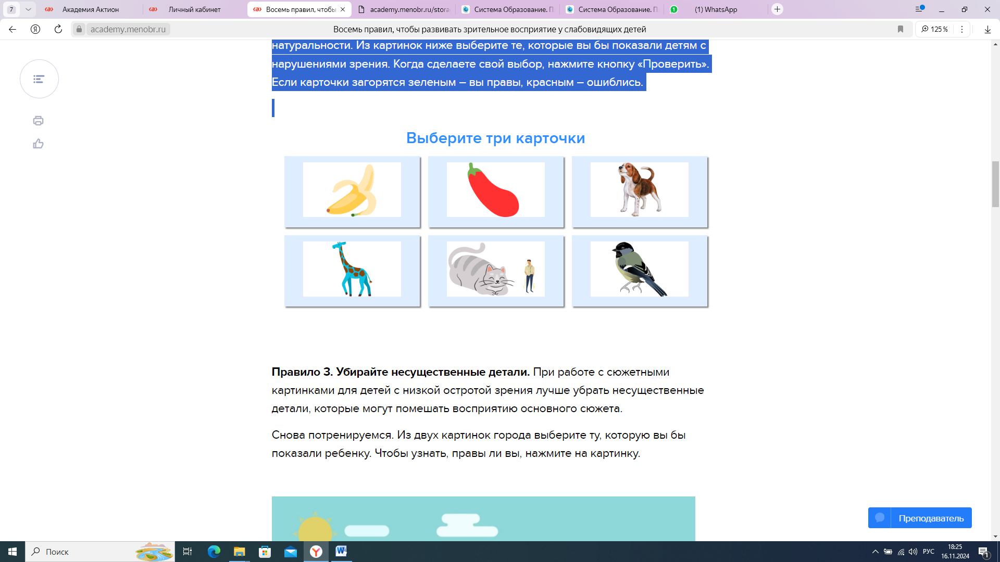 7
Академия Актион
Личный кабинет
Восемь правил, чтобы
academy.menobr.ru/stora
Система Образование. П
Система Образование. П
(1) WhatsApp
academy.menobr.ru
Восемь правил, чтобы развивать зрительное восприятие у слабовидящих детей
125 %
натуральности. Из картинок ниже выберите те, которые вы бы показали детям с
нарушениями зрения. Когда сделаете свой выбор, нажмите кнопку «Проверить».
Если карточки загорятся зеленым – вы правы, красным – ошиблись.
Выберите три карточки
Правило 3. Убирайте несущественные детали. При работе с сюжетными
картинками для детей с низкой остротой зрения лучше убрать несущественные
детали, которые могут помешать восприятию основного сюжета.
Снова потренируемся. Из двух картинок города выберите ту, которую вы бы
показали ребенку. Чтобы узнать, правы ли вы, нажмите на картинку.
Преподаватель
Поиск
РУС
18:25
16.11.2024
1